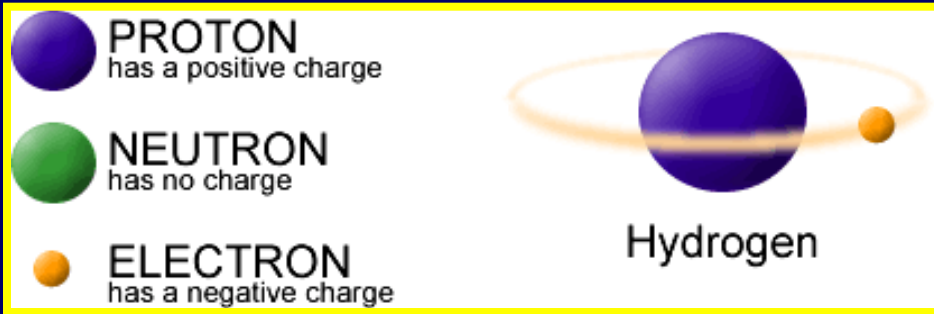 PROTON
has a positive charge
NEUTRON
has no charge
ELECTRON
has a negative charge
Hydrogen